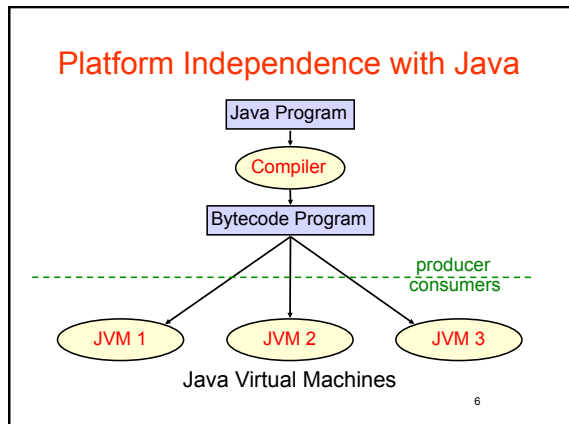 Platform Independence with Java
Java Program
Compiler
Bytecode Program
producer
consumers
JVM 1 JVM 2 JVM 3
Java Virtual Machines
6